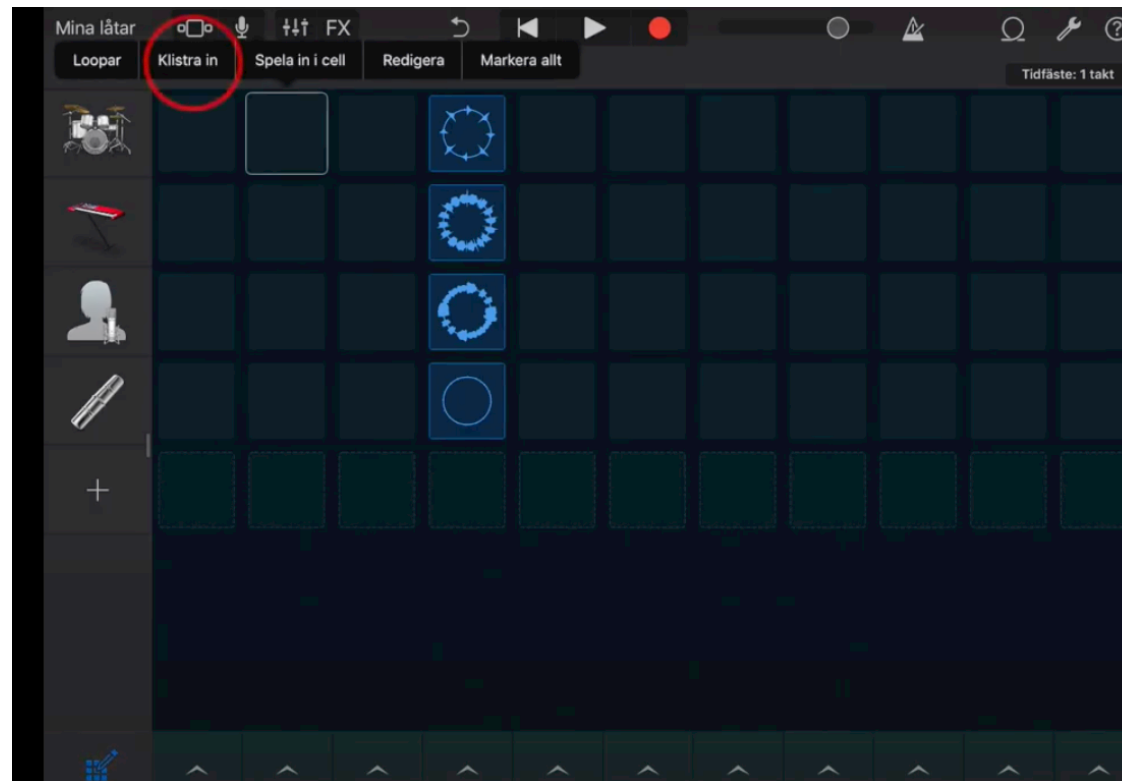 Mina låtar FX
Loopar Klistra in Spela in i cell Redigera Markera allt
Tidfäste: 1 takt